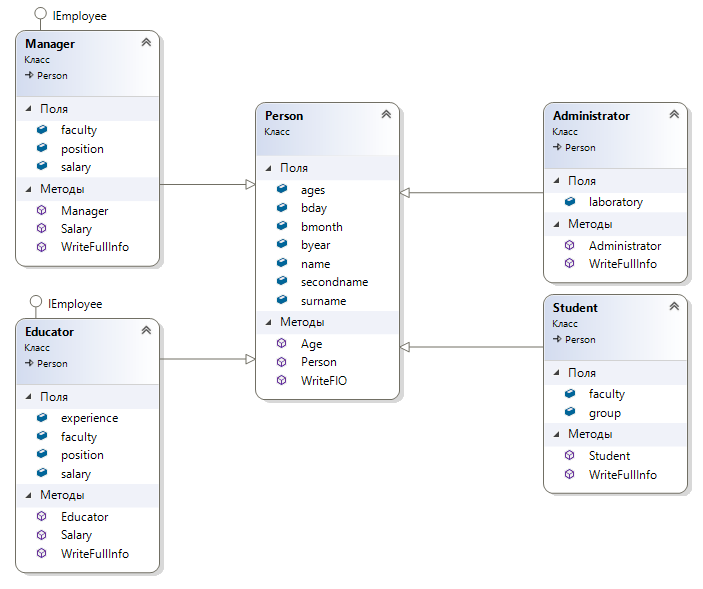 IEmployee
Manager
Класс
Person
Поля
faculty
position
salary
Методы
Manager
Salary
WriteFullInfo
IEmployee
Educator
Класс
Person
Поля
experience
faculty
position
salary
Методы
Educator
Salary
WriteFullInfo
Person
Класс
Поля
ages
bday
bmonth
byear
name
secondname
surname
Методы
Age
Person
WriteFIO
Administrator
Класс
Person
Поля
laboratory
Методы
Administrator
WriteFullInfo
Student
Класс
Person
Поля
faculty
group
Методы
Student
WriteFullInfo